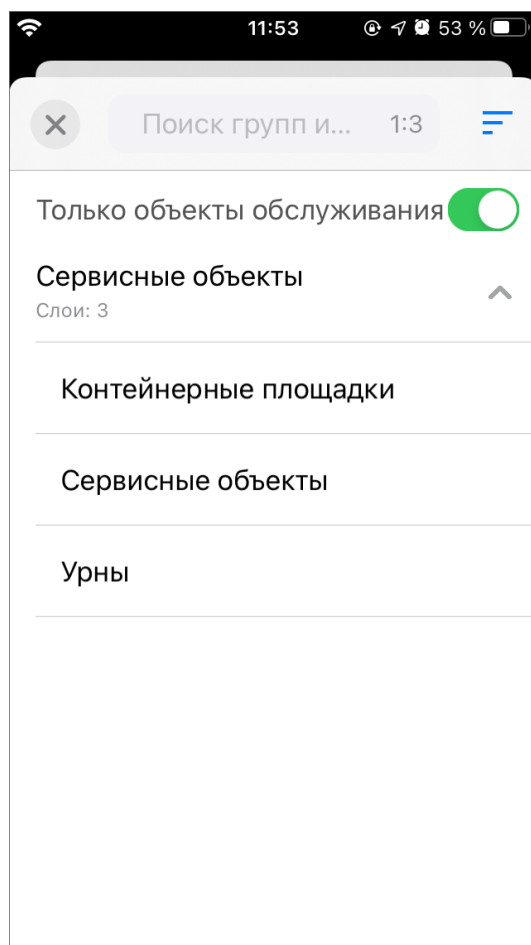 11:53 53 %
Поиск групп и... 1:3
Только объекты обслуживания
Сервисные объекты
Слои: 3
Контейнерные площадки
Сервисные объекты
Урны